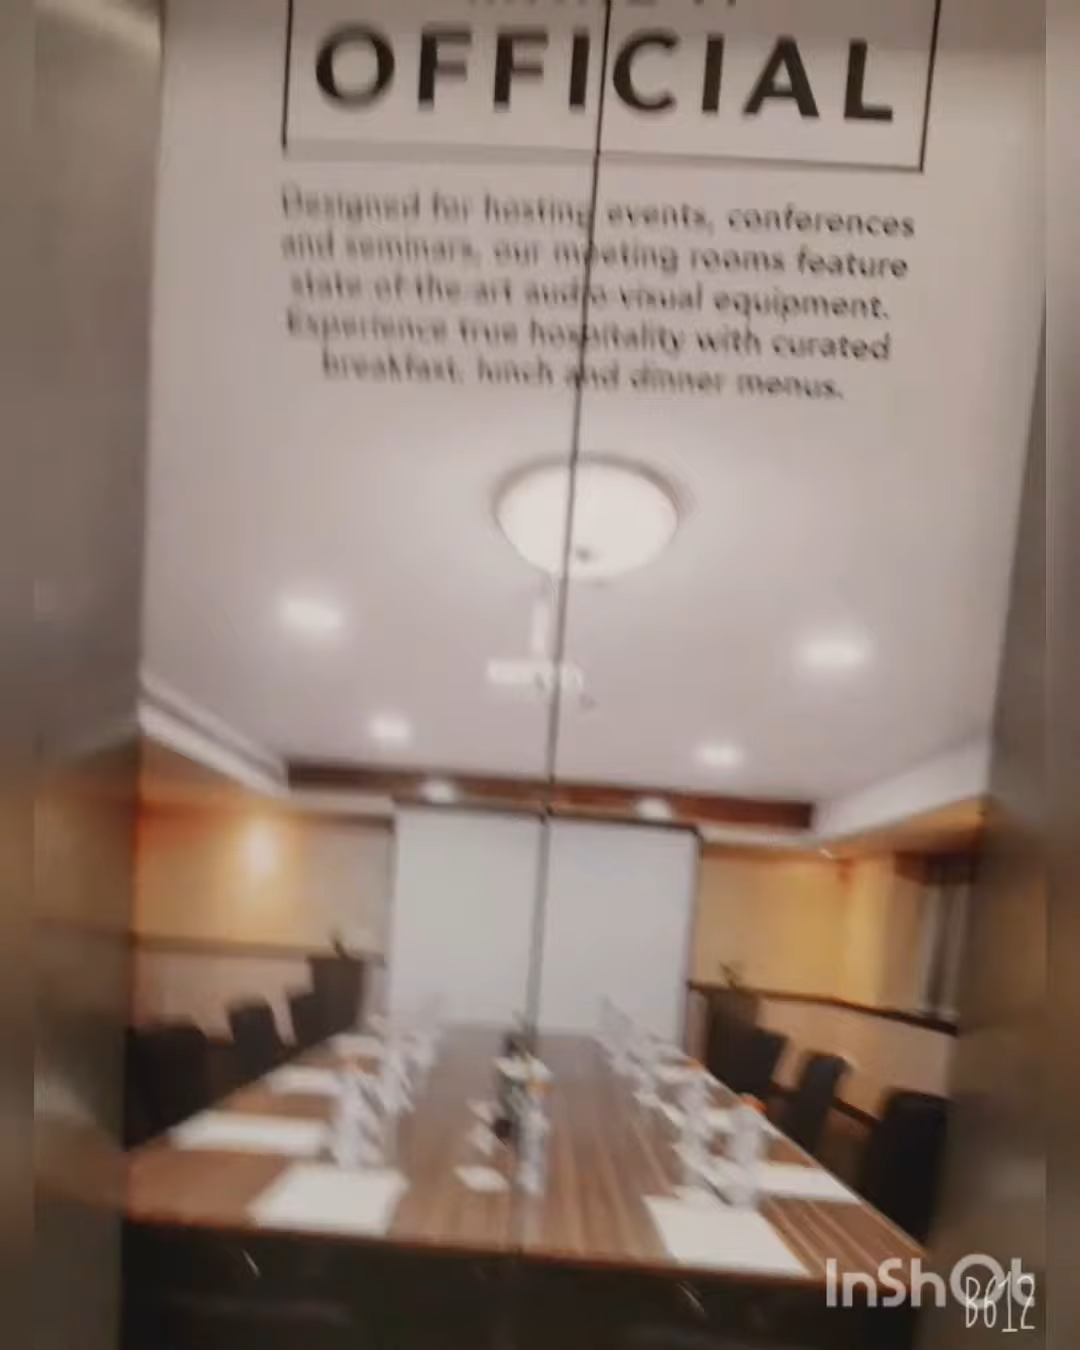 OFFICIAL
Designed for hosting events, conferences
and seminars, our meeting rooms feature
state of the art audio-visual equipment.
Experience true hospitality with curated
breakfast, lunch and dinner menus.
InShOt
B612